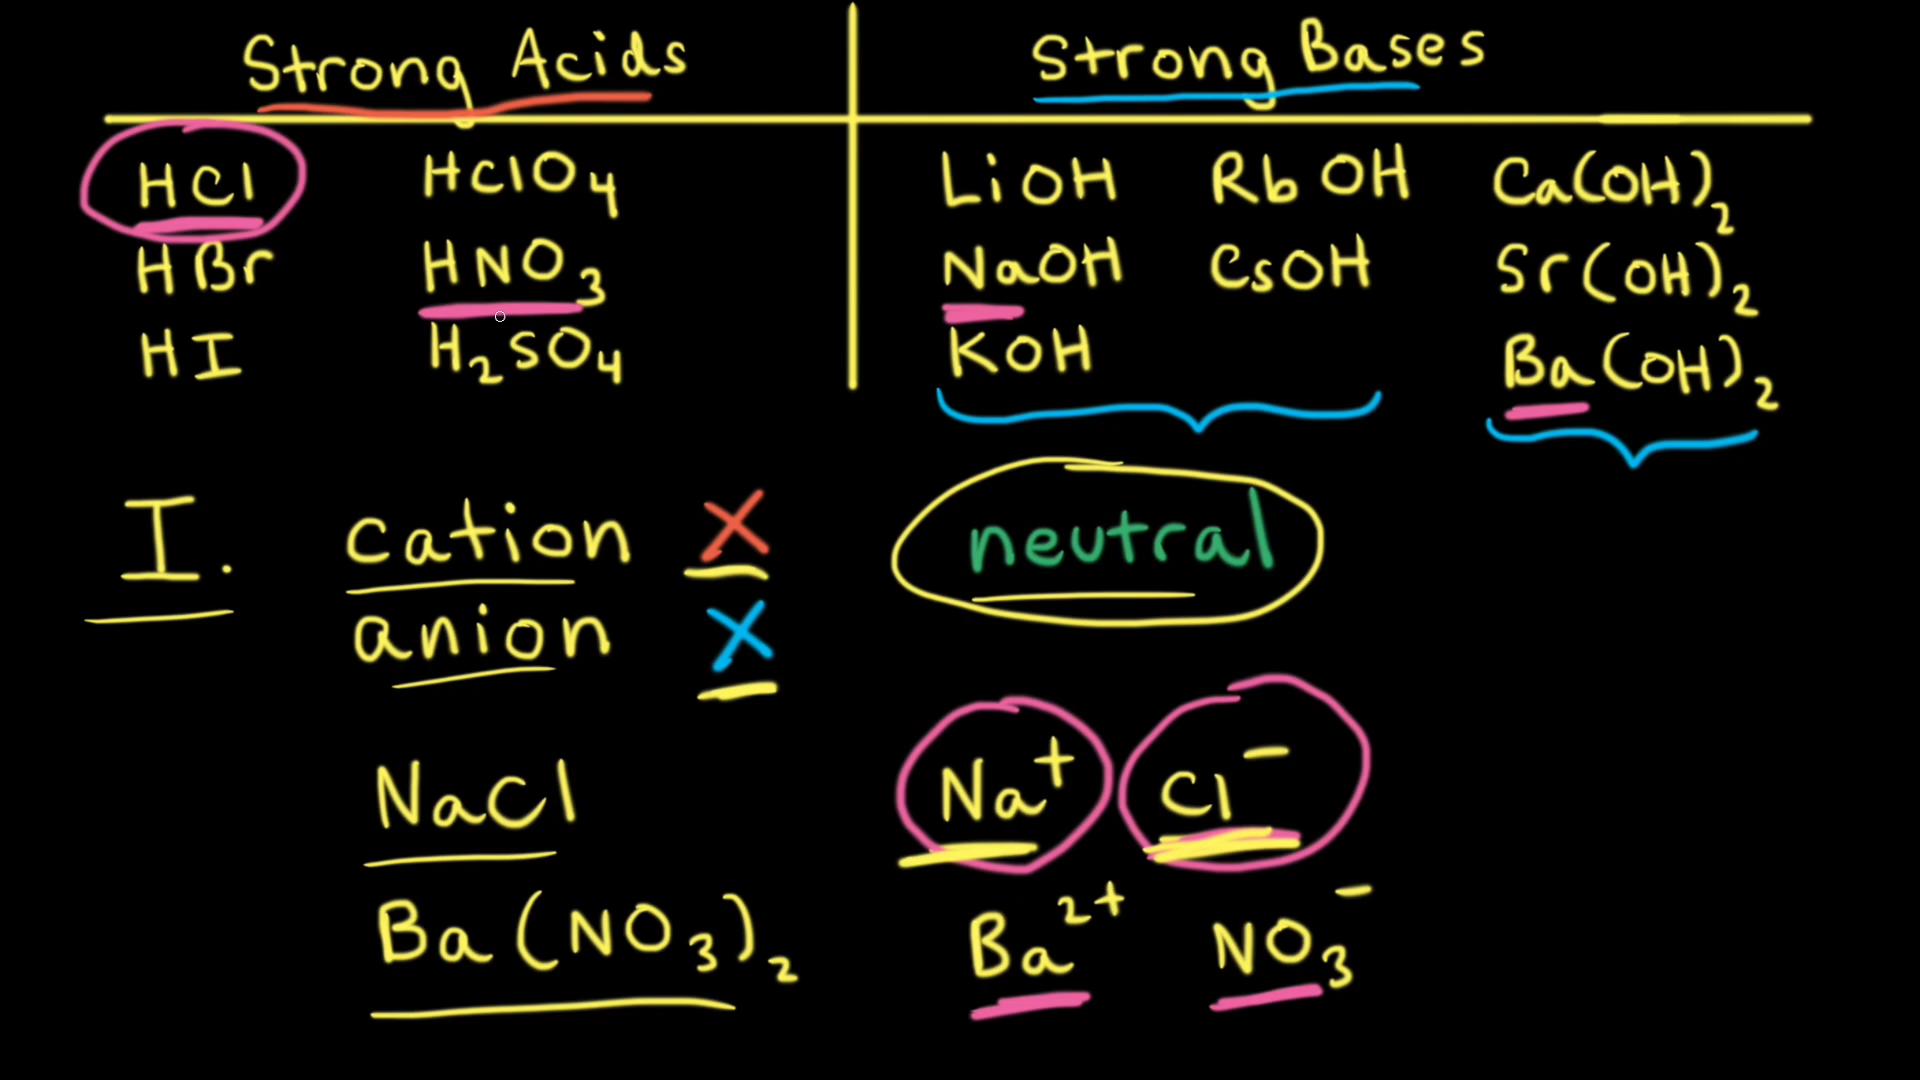 Strong Acids Strong Bases
HCl HClO4 LiOH RbOH Ca(OH)2
HBr HNO3 NaOH CsOH Sr(OH)2
HI H2SO4 KOH Ba(OH)2
I. cation X neutral
anion X
NaCl Na+ Cl−
Ba(NO3)2 Ba2+ NO3−